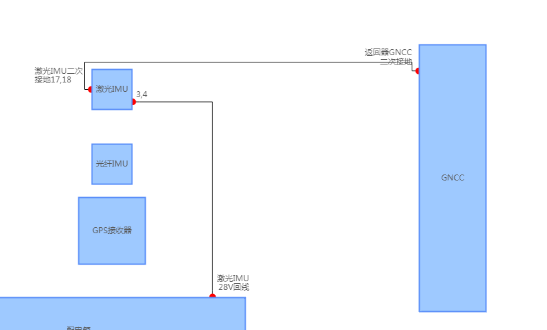 返回器GNCC
二次接地
激光IMU二次
接地17,18
激光IMU
3,4
光纤IMU
GNCC
GPS接收器
激光IMU
28V回线
配电器